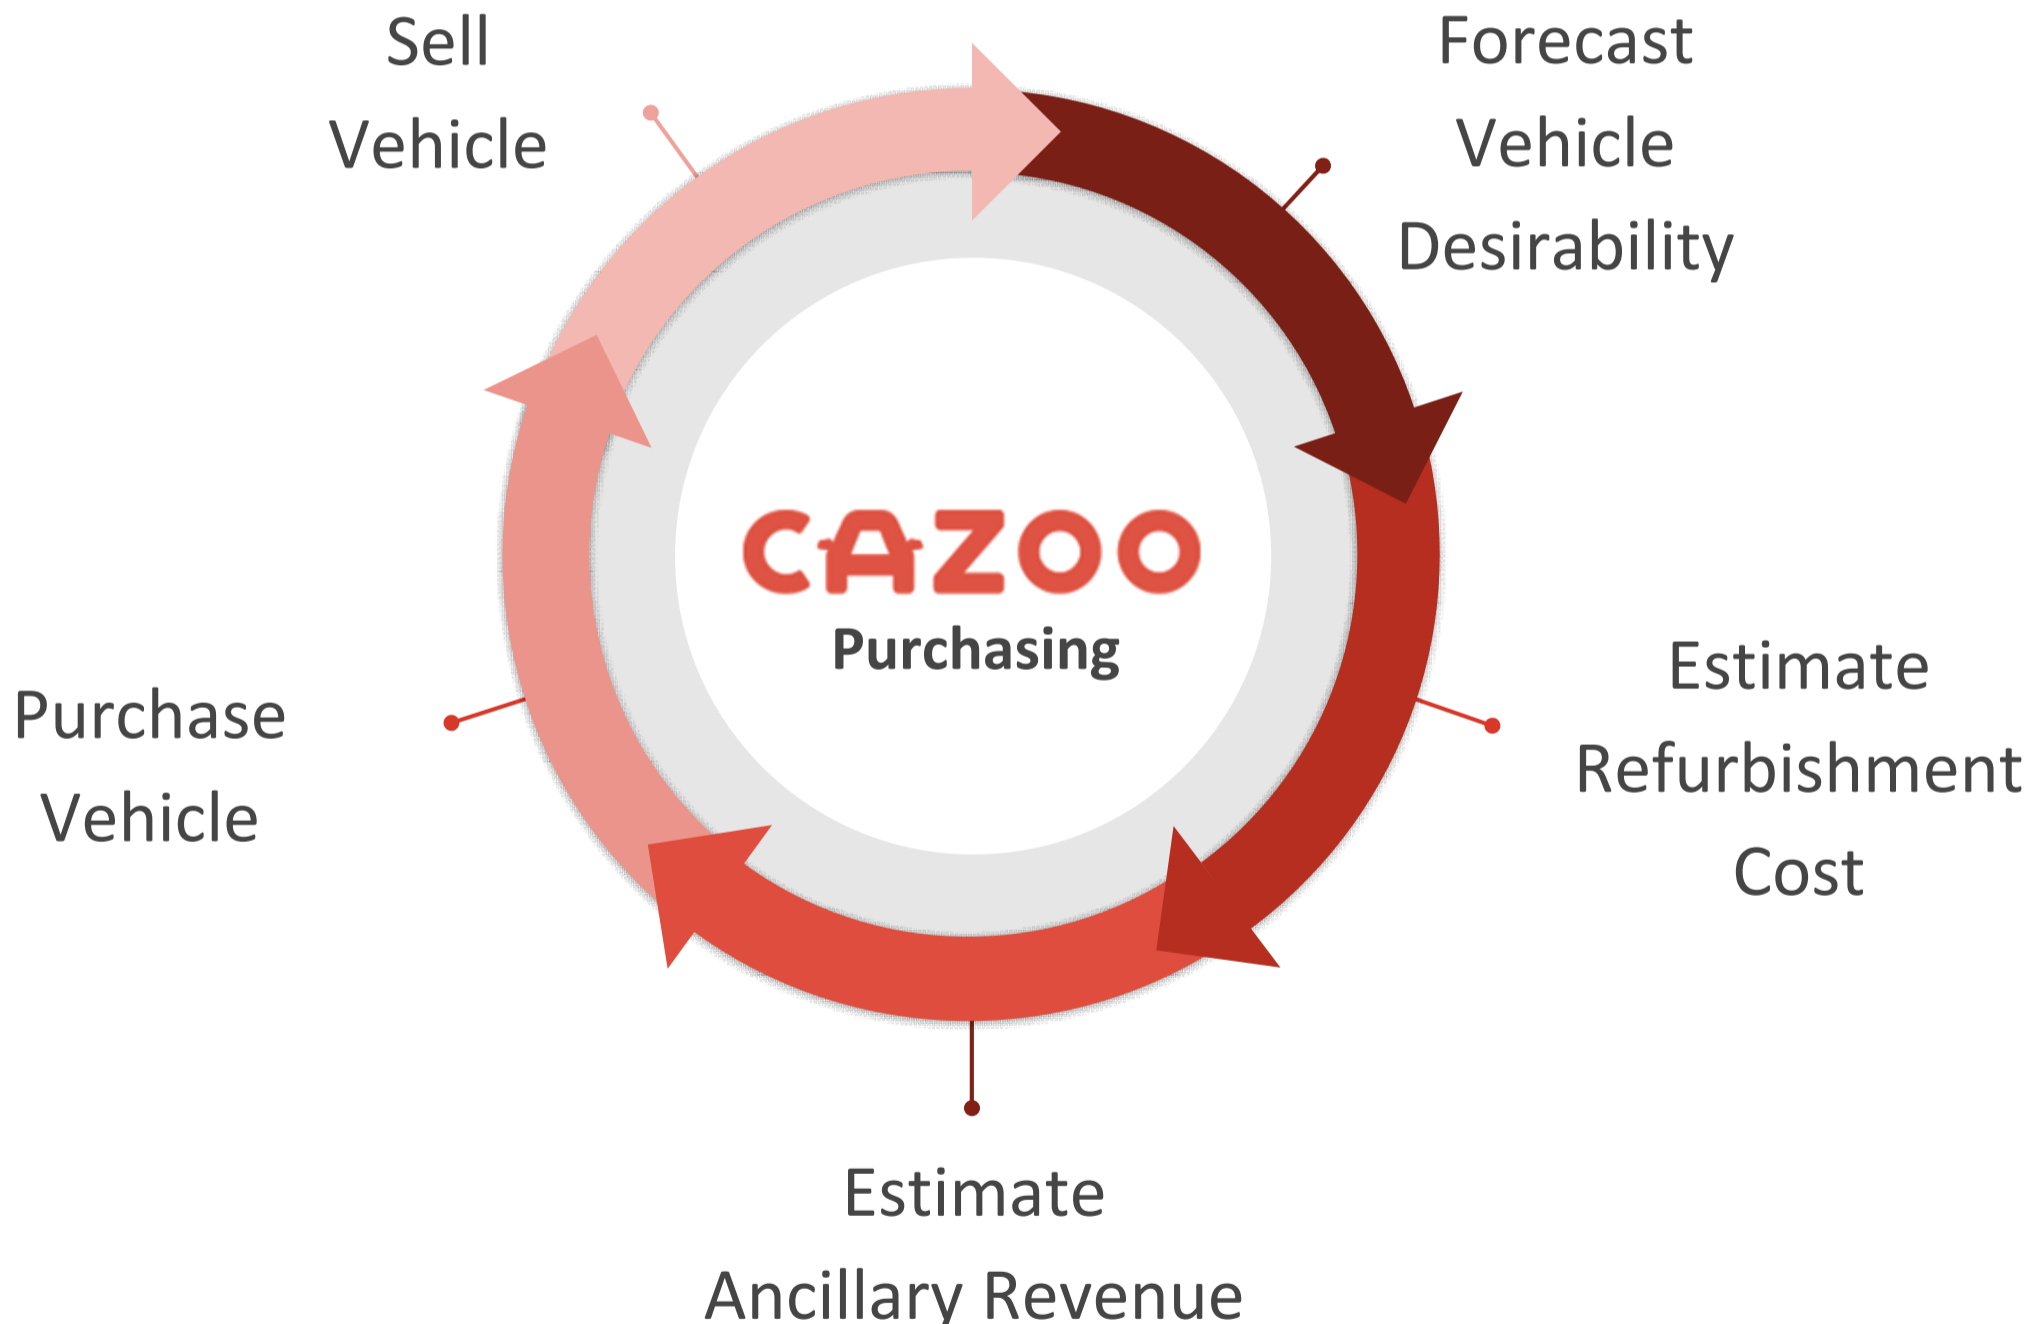 Sell
Vehicle
Forecast
Vehicle
Desirability
CAZOO
Purchasing
Estimate
Refurbishment
Cost
Purchase
Vehicle
Estimate
Ancillary Revenue